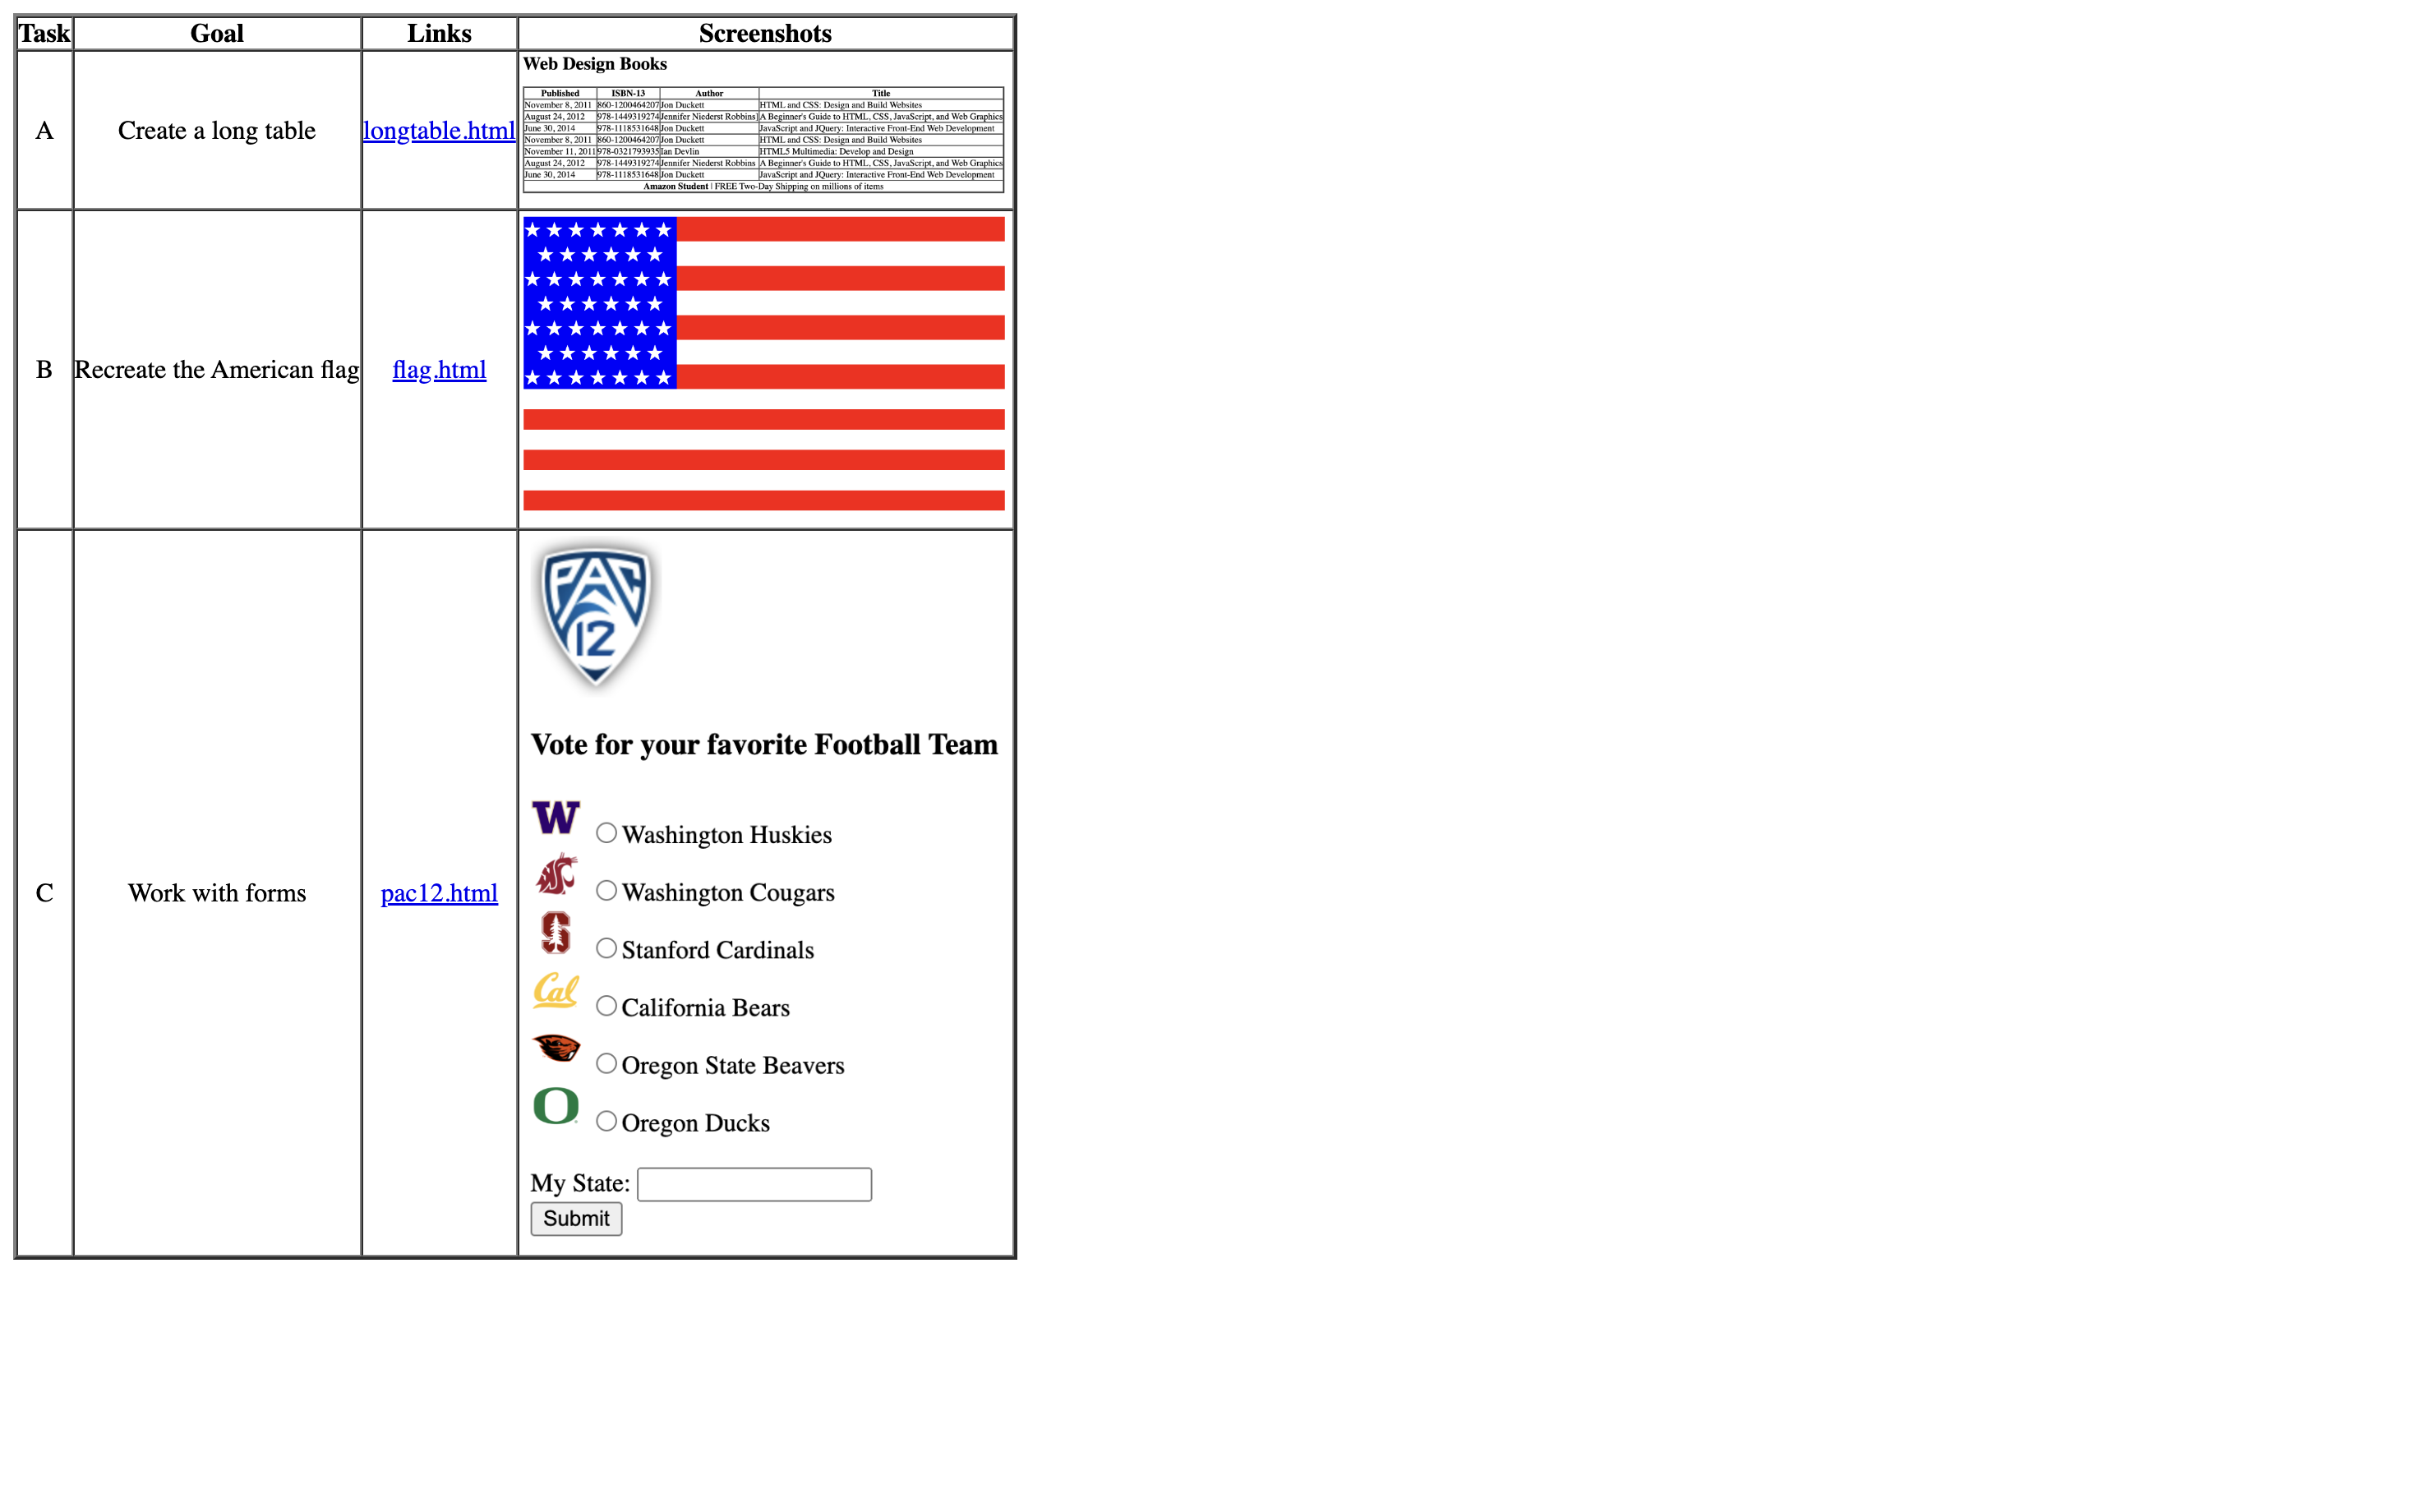 Task Goal Links Screenshots
A Create a long table longtable.html
Web Design Books
Published ISBN-13 Author Title
November 8, 2011 860-1200464207 Jon Duckett HTML and CSS: Design and Build Websites
August 24, 2012 978-1449319274 Jennifer Niederst Robbins] A Beginner's Guide to HTML, CSS, JavaScript, and Web Graphics
June 30, 2014 978-1118531648 Jon Duckett JavaScript and JQuery: Interactive Front-End Web Development
November 8, 2011 860-1200464207 Jon Duckett HTML and CSS: Design and Build Websites
November 11, 2011 978-0321793935 Ian Devlin HTML5 Multimedia: Develop and Design
August 24, 2012 978-1449319274 Jennifer Niederst Robbins A Beginner's Guide to HTML, CSS, JavaScript, and Web Graphics
June 30, 2014 978-1118531648 Jon Duckett JavaScript and JQuery: Interactive Front-End Web Development
Amazon Student | FREE Two-Day Shipping on millions of items
B Recreate the American flag flag.html
C Work with forms pac12.html
PAC
12
Vote for your favorite Football Team
W Washington Huskies
Washington Cougars
S Stanford Cardinals
Cal California Bears
Oregon State Beavers
O Oregon Ducks
My State:
Submit